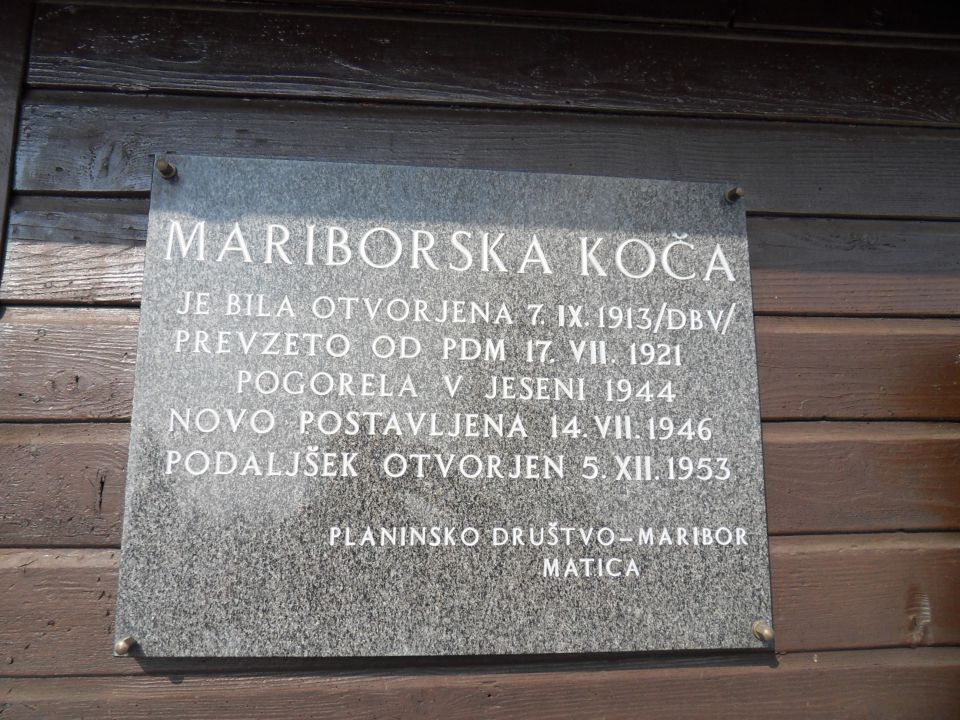 MARIBORSKA KOČA
JE BILA OTVORJENA 7. IX. 1913/DBV/
PREVZETO OD PDM 17. VII. 1921
POGORELA V JESENI 1944
NOVO POSTAVLJENA 14. VII. 1946
PODALJŠEK OTVORJEN 5. XII. 1953
PLANINSKO DRUŠTVO–MARIBOR
MATICA